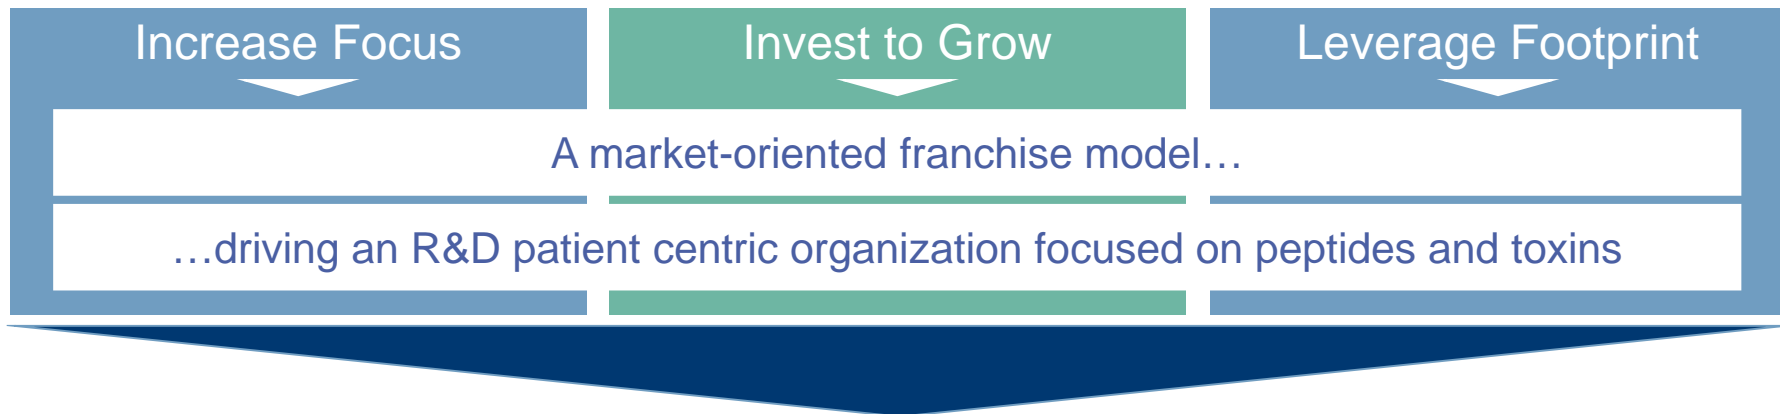 Increase Focus
Invest to Grow
Leverage Footprint
A market-oriented franchise model…
…driving an R&D patient centric organization focused on peptides and toxins